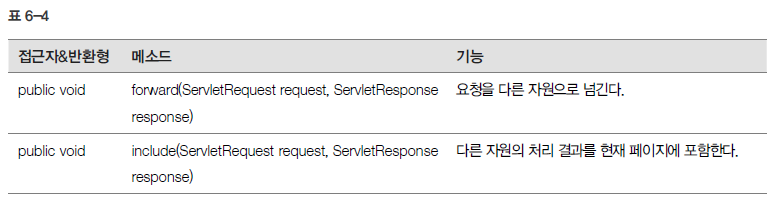 표 6-4
접근자&반환형 메소드 기능
public void forward(ServletRequest request, ServletResponse 요청을 다른 자원으로 넘긴다.
response)
public void include(ServletRequest request, ServletResponse 다른 자원의 처리 결과를 현재 페이지에 포함한다.
response)